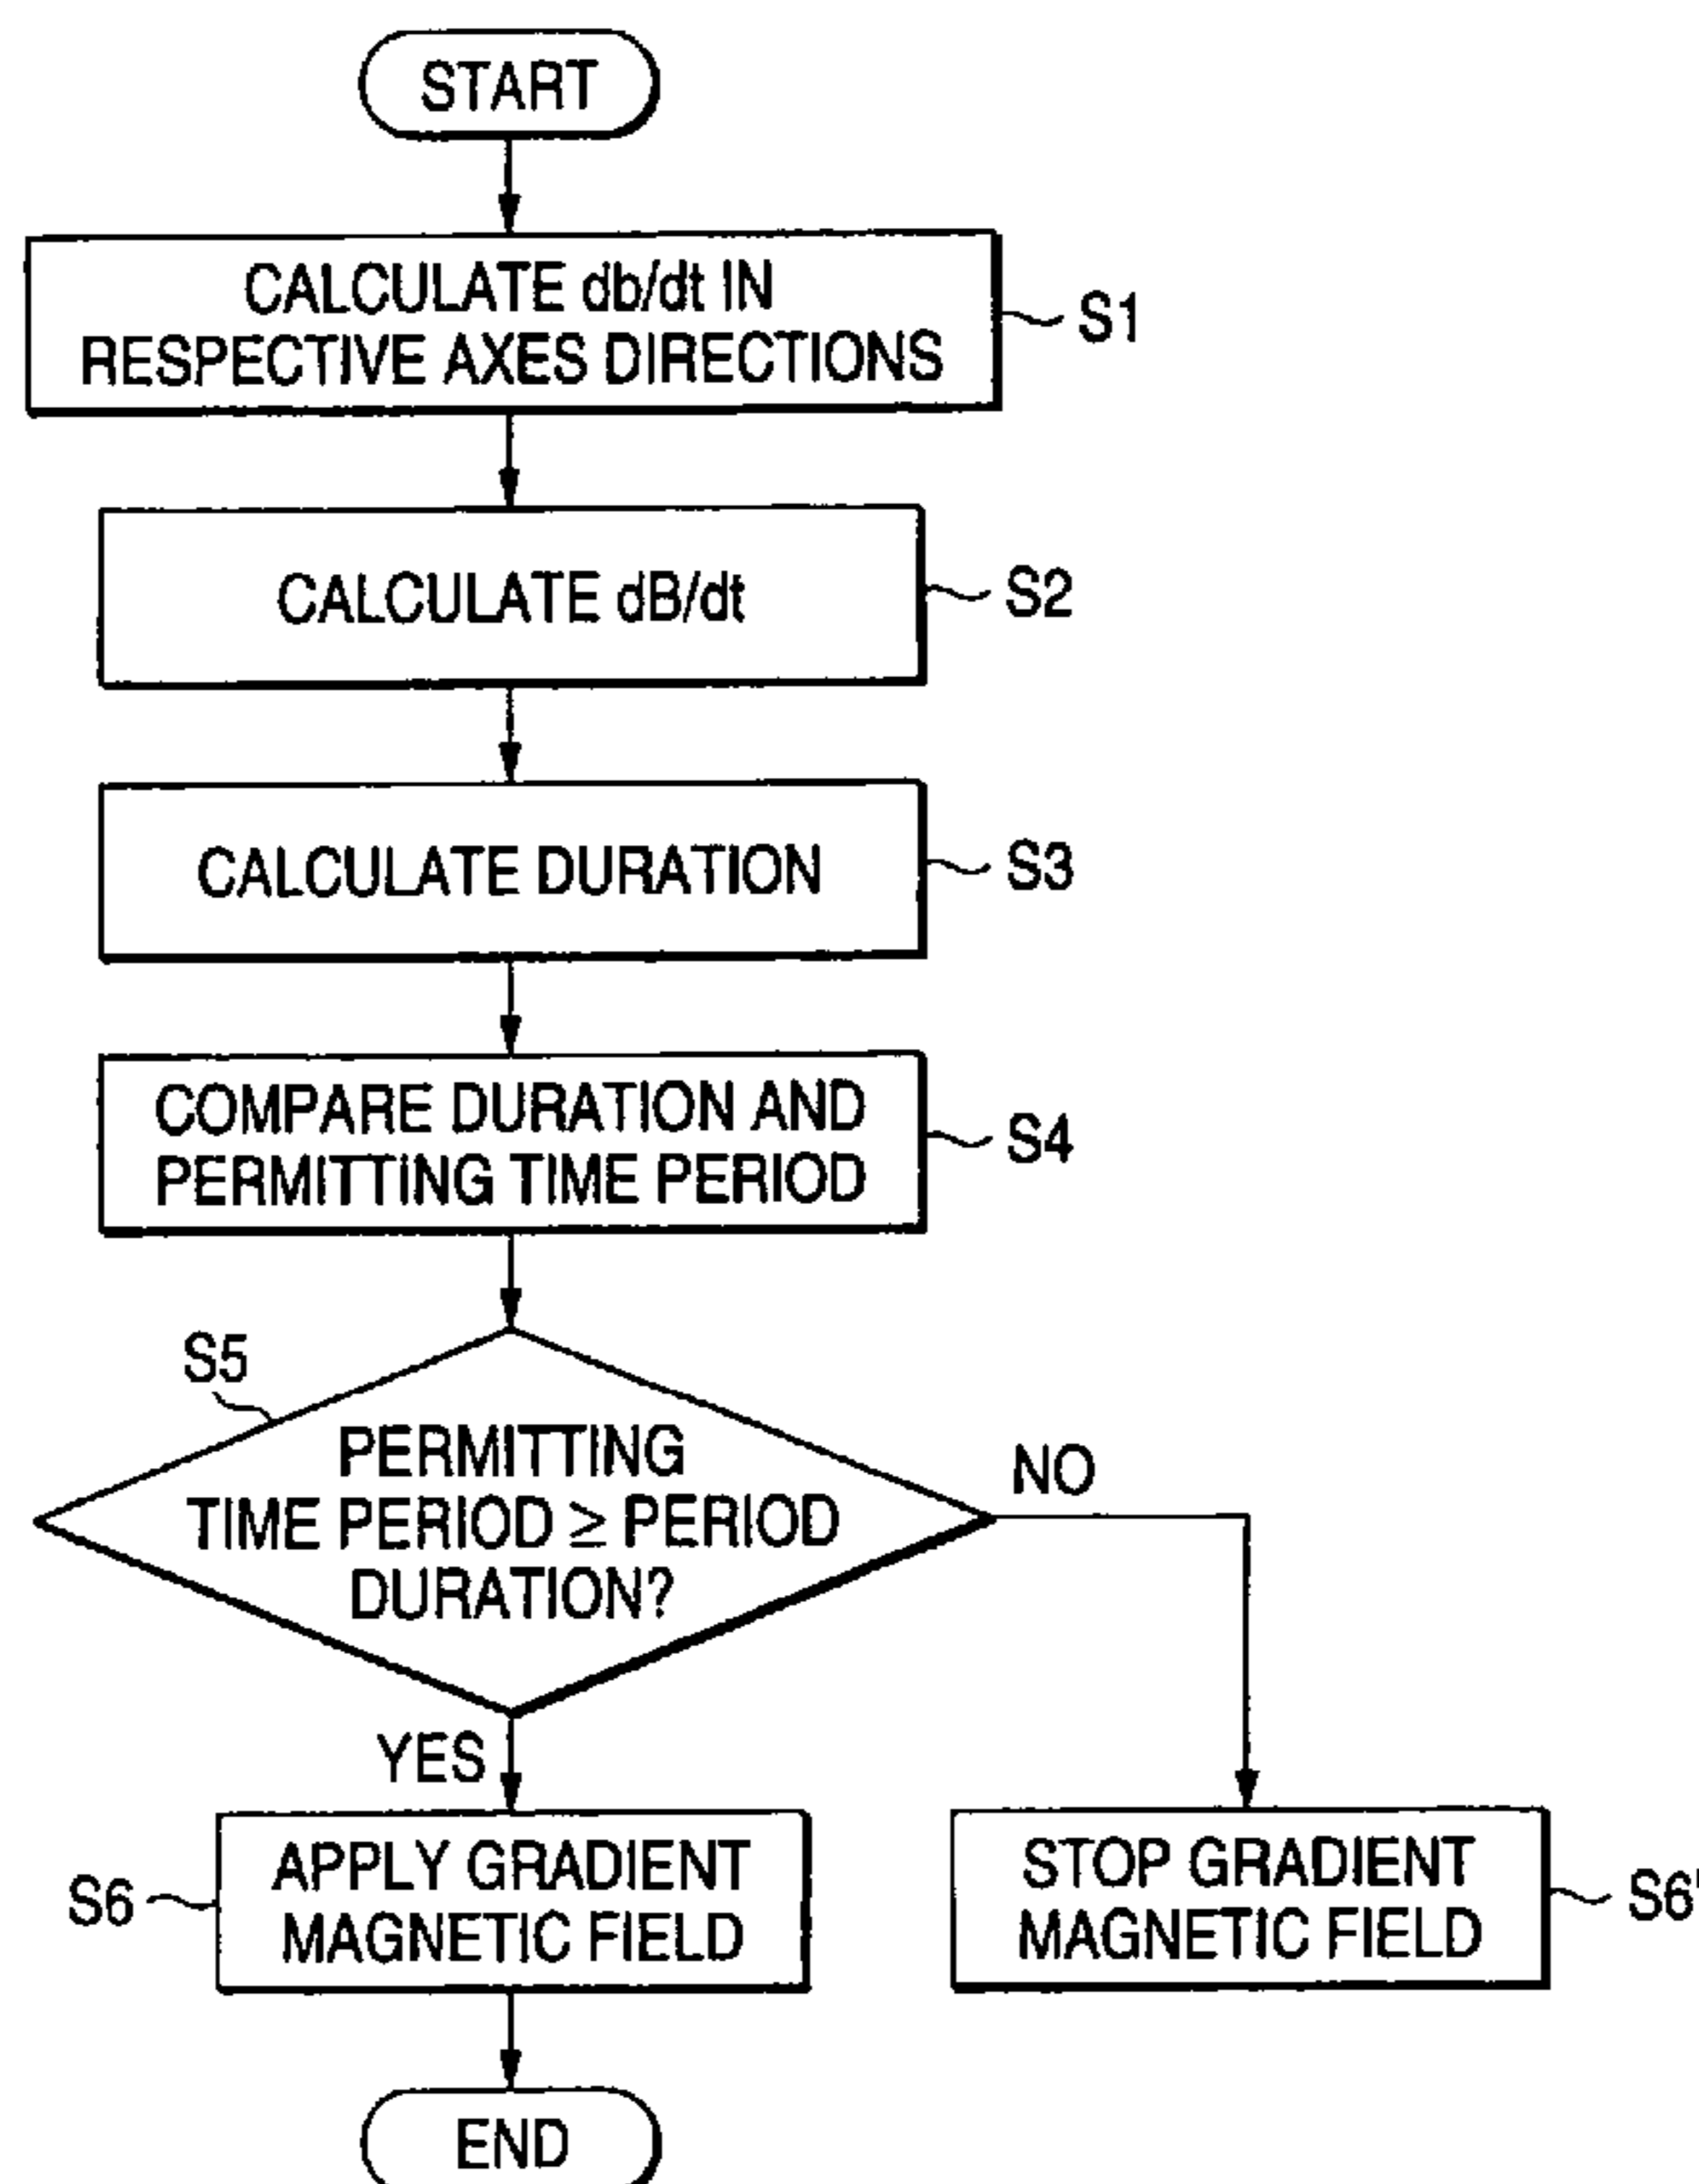 START
CALCULATE db/dt IN
RESPECTIVE AXES DIRECTIONS
S1
CALCULATE dB/dt
S2
CALCULATE DURATION
S3
COMPARE DURATION AND
PERMITTING TIME PERIOD
S4
S5
PERMITTING
TIME PERIOD ≥ PERIOD
DURATION?
NO
YES
S6
APPLY GRADIENT
MAGNETIC FIELD
STOP GRADIENT
MAGNETIC FIELD
S6'
END